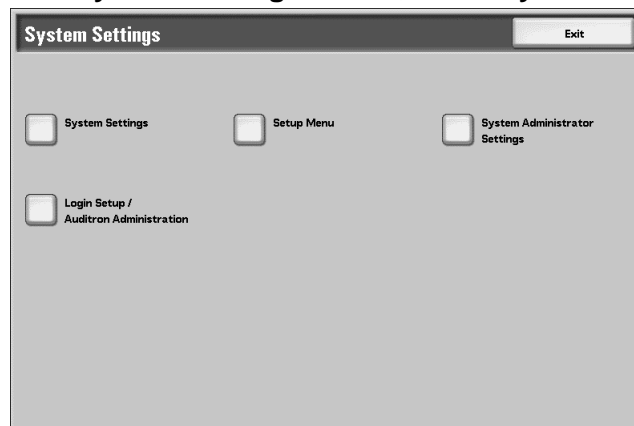 System Settings
Exit
System Settings
Setup Menu
System Administrator
Settings
Login Setup /
Auditron Administration